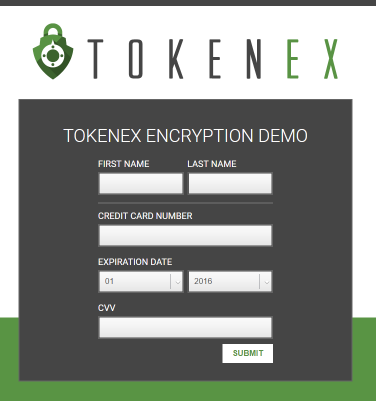 TOKENEX
TOKENEX ENCRYPTION DEMO
FIRST NAME LAST NAME
CREDIT CARD NUMBER
EXPIRATION DATE
01 2016
CVV
SUBMIT